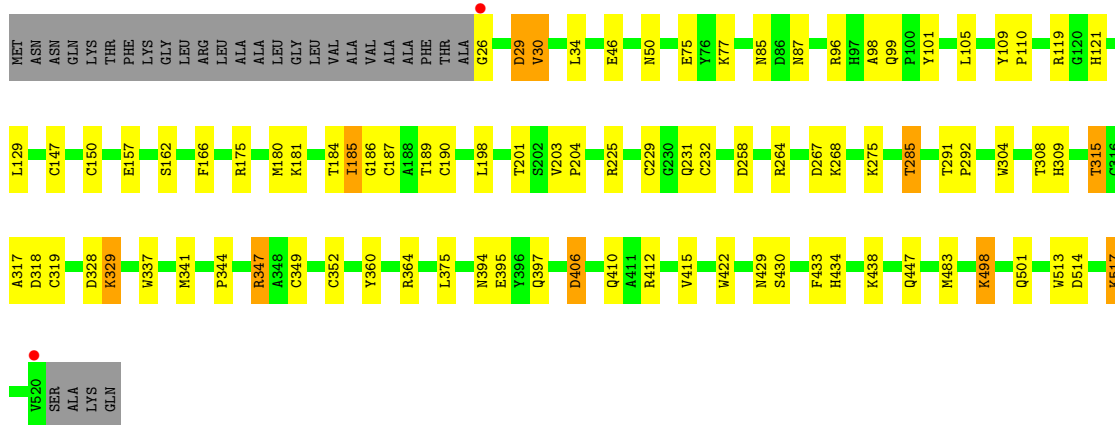 MET ASN ASN GLN LYS THR PHE LYS GLY LEU LEU ARG LEU ALA ALA LEU GLY LEU LEU VAL ALA ALA VAL ALA ALA ALA PHE THR ALA G26 D29 V30 L34 E46 N50 E75 Y76 K77 N85 D86 N87 R96 H97 A98 Q99 P100 Y101 L105 Y109 P110 R119 G120 H121
L129 C147 C150 E157 S162 F166 R175 M180 K181 T184 I185 G186 C187 A188 T189 C190 L198 T201 S202 V203 P204 R225 C229 G230 Q231 C232 D258 R264 D267 K268 K275 T285 T291 P292 W304 T308 H309 T315 G316
A317 D318 C319 D328 K329 W337 M341 P344 R347 A348 C349 C352 Y360 R364 L375 N394 E395 Y396 Q397 D406 Q410 A411 R412 V415 W422 N429 S430 F433 H434 K438 Q447 M483 K498 Q501 W513 D514 K517
V520 SER ALA LYS GLN